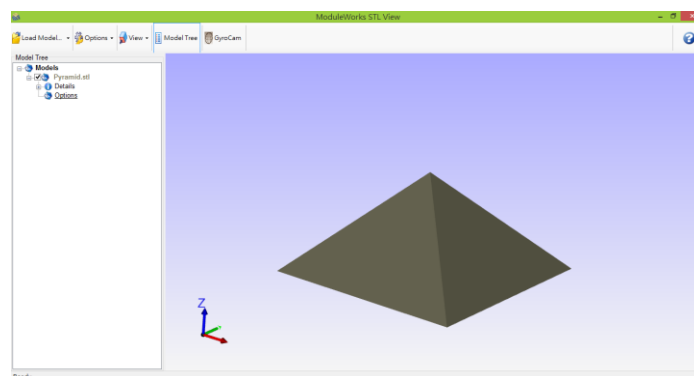 ModuleWorks STL View
Load Model... Options View Model Tree GyroCam
Model Tree
Models
Pyramid.stl
Details
Options
Z